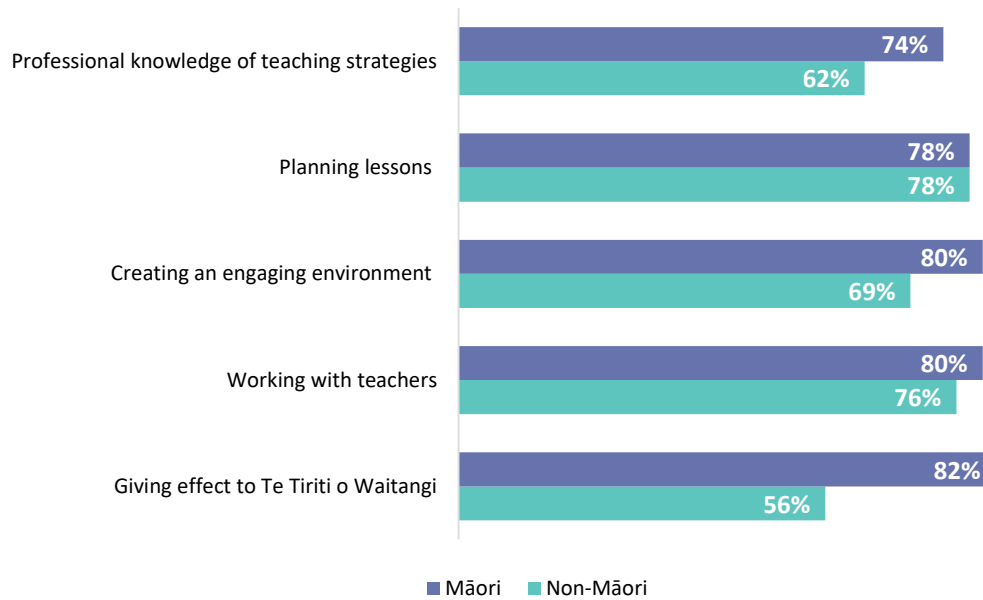 Professional knowledge of teaching strategies
74%
62%
Planning lessons
78%
78%
Creating an engaging environment
80%
69%
Working with teachers
80%
76%
Giving effect to Te Tiriti o Waitangi
82%
56%
Māori Non-Māori